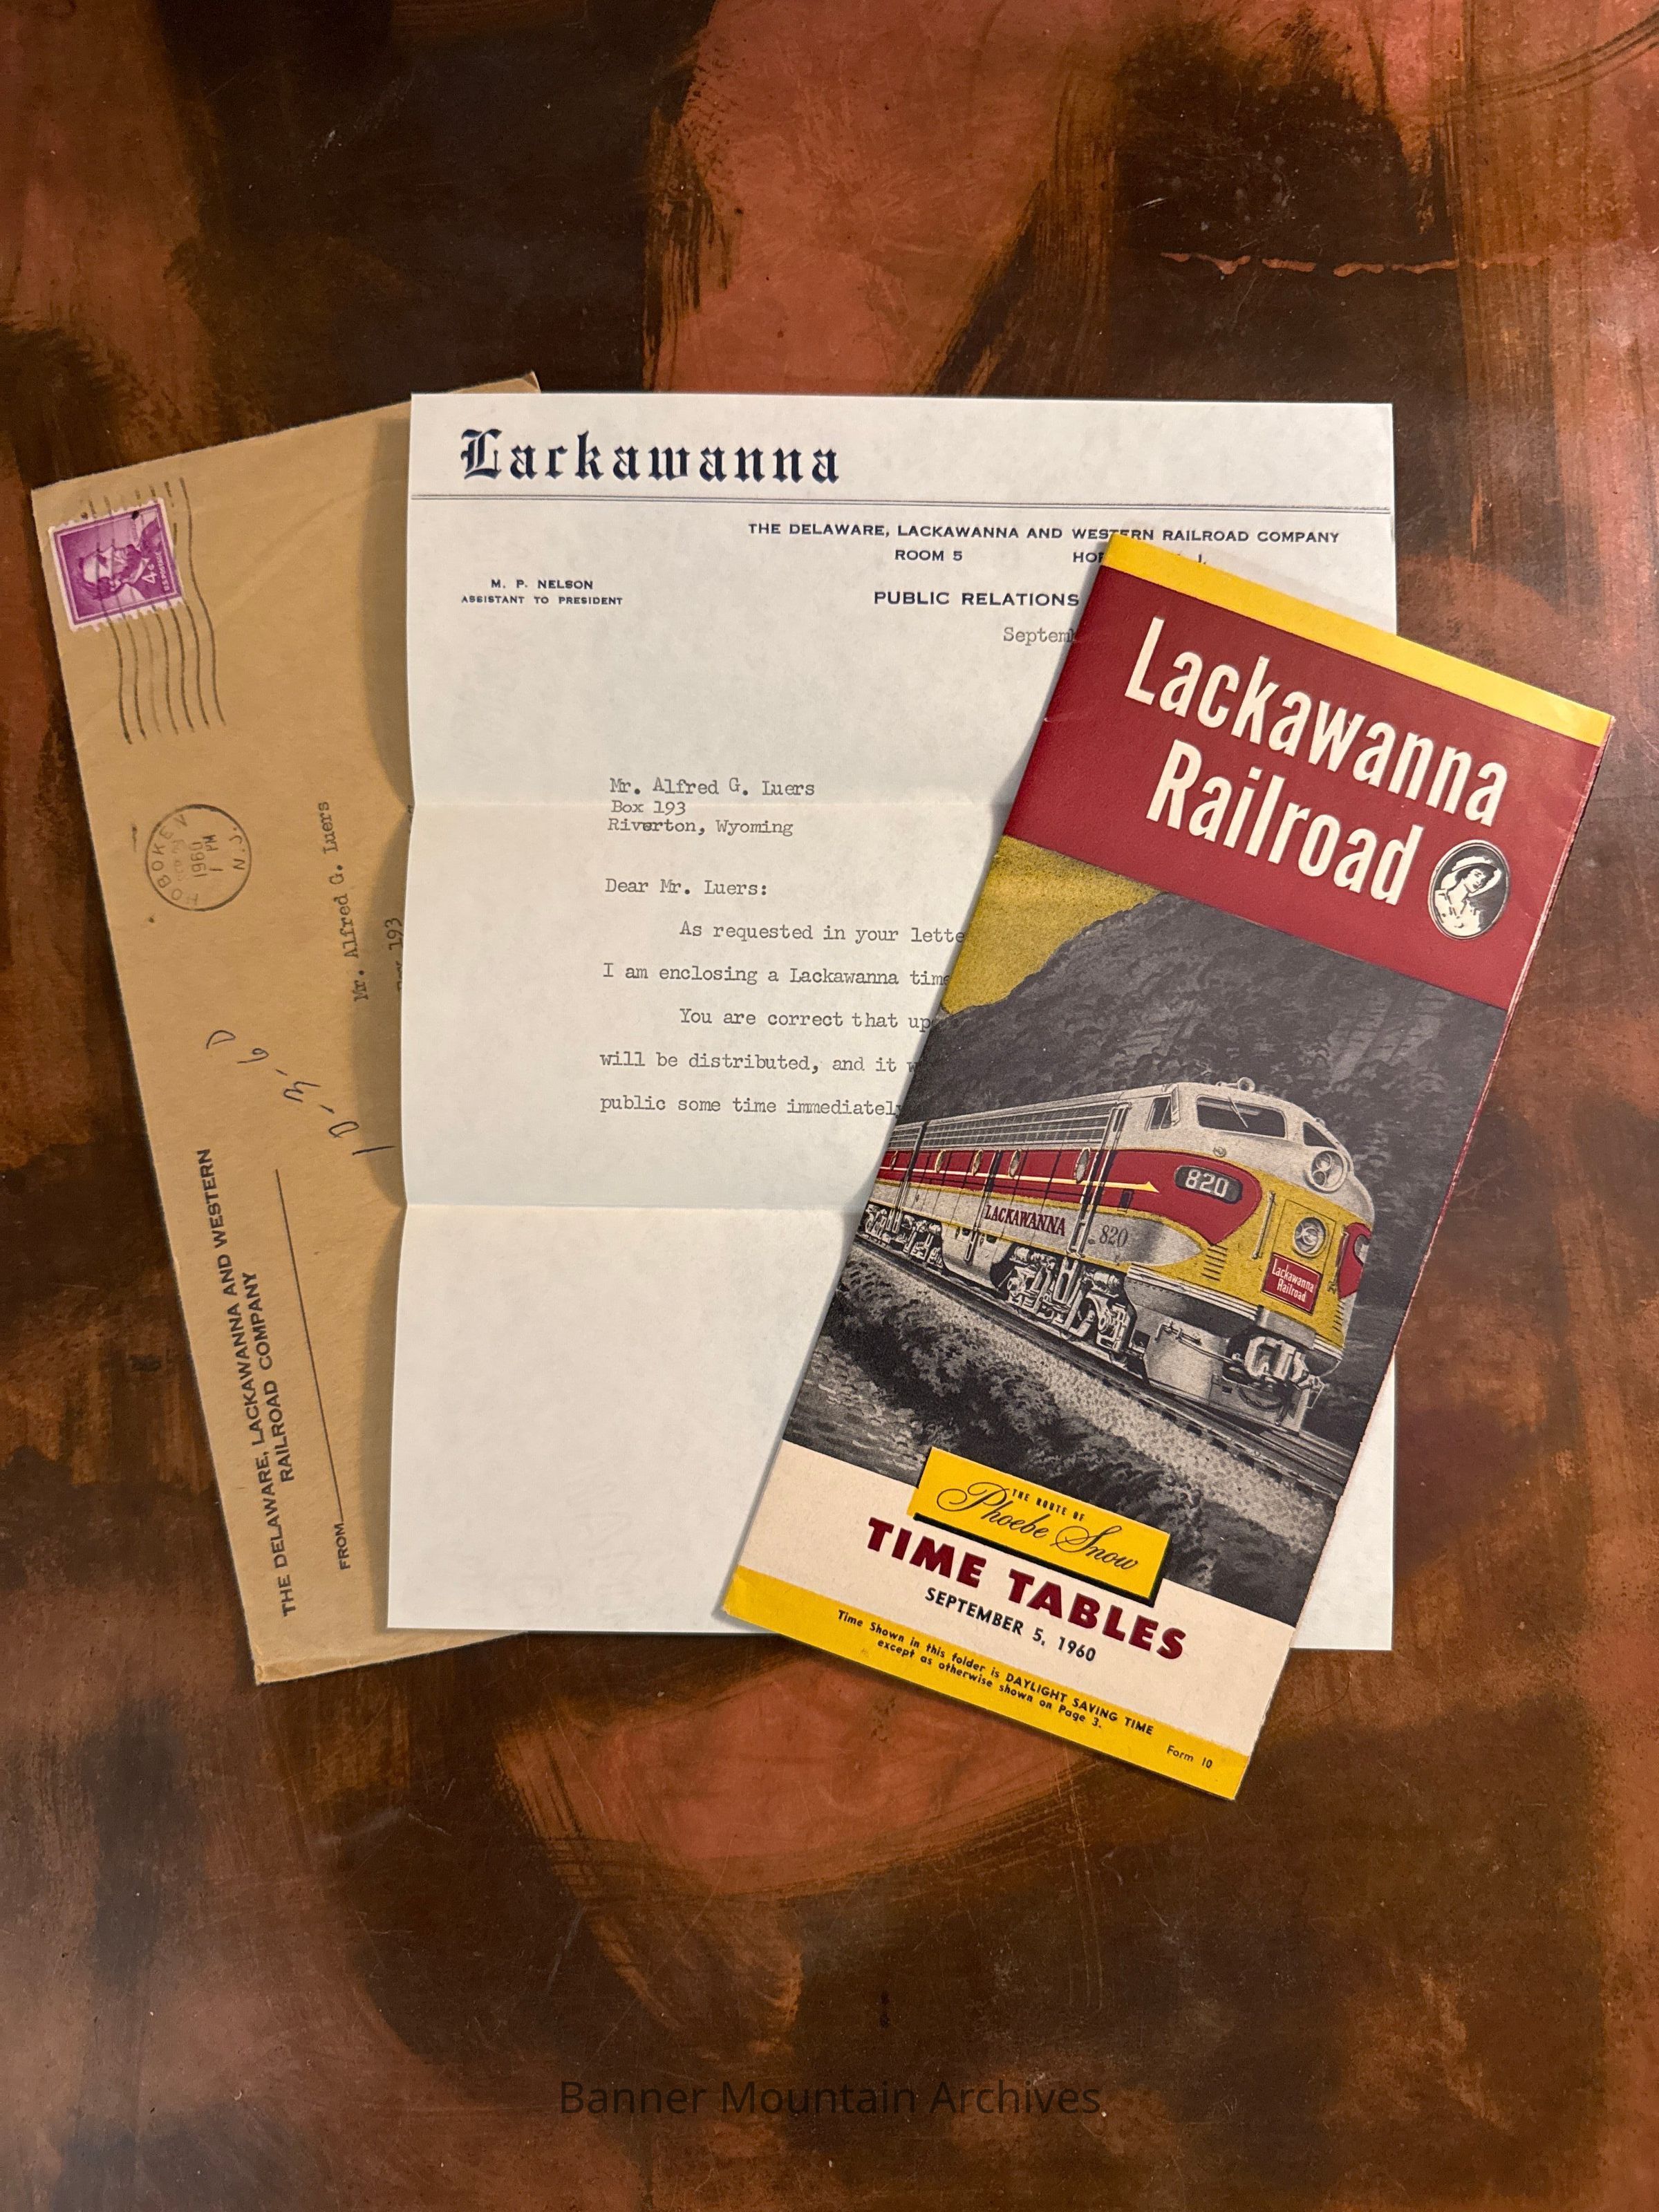 4¢
U.S. POSTAGE
HOBOKEN
1960
1 PM
N.J.
Mr. Alfred G. Luers
193
THE DELAWARE, LACKAWANNA AND WESTERN
RAILROAD COMPANY
FROM
Lackawanna
THE DELAWARE, LACKAWANNA AND WESTERN RAILROAD COMPANY
ROOM 5
M. P. NELSON
ASSISTANT TO PRESIDENT
PUBLIC RELATIONS
Mr. Alfred G. Luers
Box 193
Riverton, Wyoming
Dear Mr. Luers:
As requested in your
I am enclosing a Lackawanna
You are correct that
will be distributed, and it
public some time
Lackawanna
Railroad
820
LACKAWANNA
820
Lackawanna
Railroad
THE ROUTE OF
Phoebe Snow
TIME TABLES
SEPTEMBER 5, 1960
Time Shown in this folder is DAYLIGHT SAVING TIME
except as otherwise shown on Page 3.
Form 10
Banner Mountain Archives